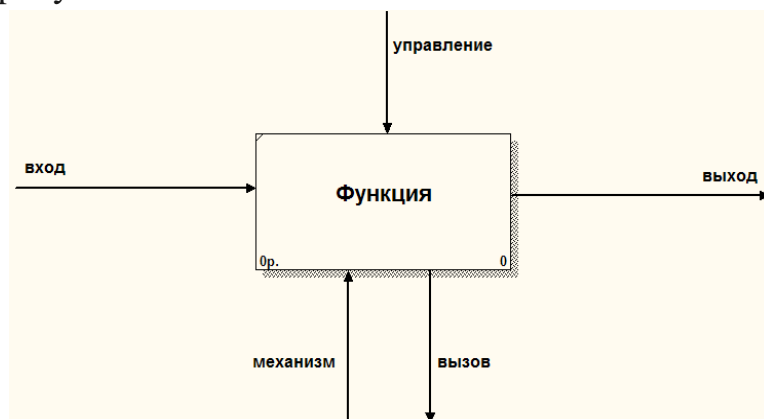 управление
вход
Функция
выход
0р.
0
механизм
вызов